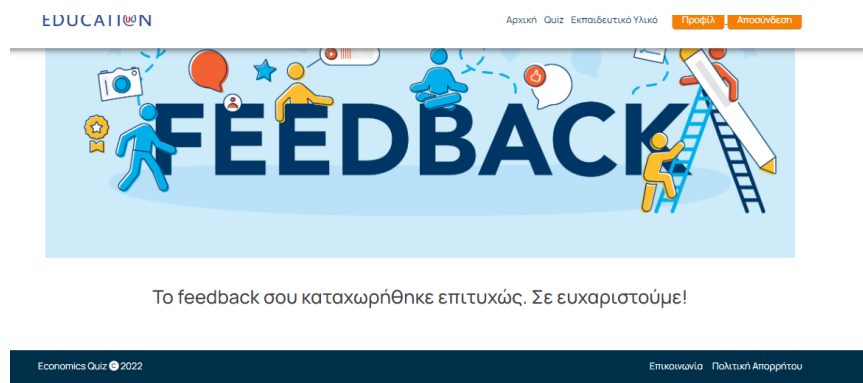 EDUCATION
Αρχική Quiz Εκπαιδευτικό Υλικό Προφίλ Αποσύνδεση
FEEDBACK
Το feedback σου καταχωρήθηκε επιτυχώς. Σε ευχαριστούμε!
Economics Quiz © 2022
Επικοινωνία Πολιτική Απορρήτου